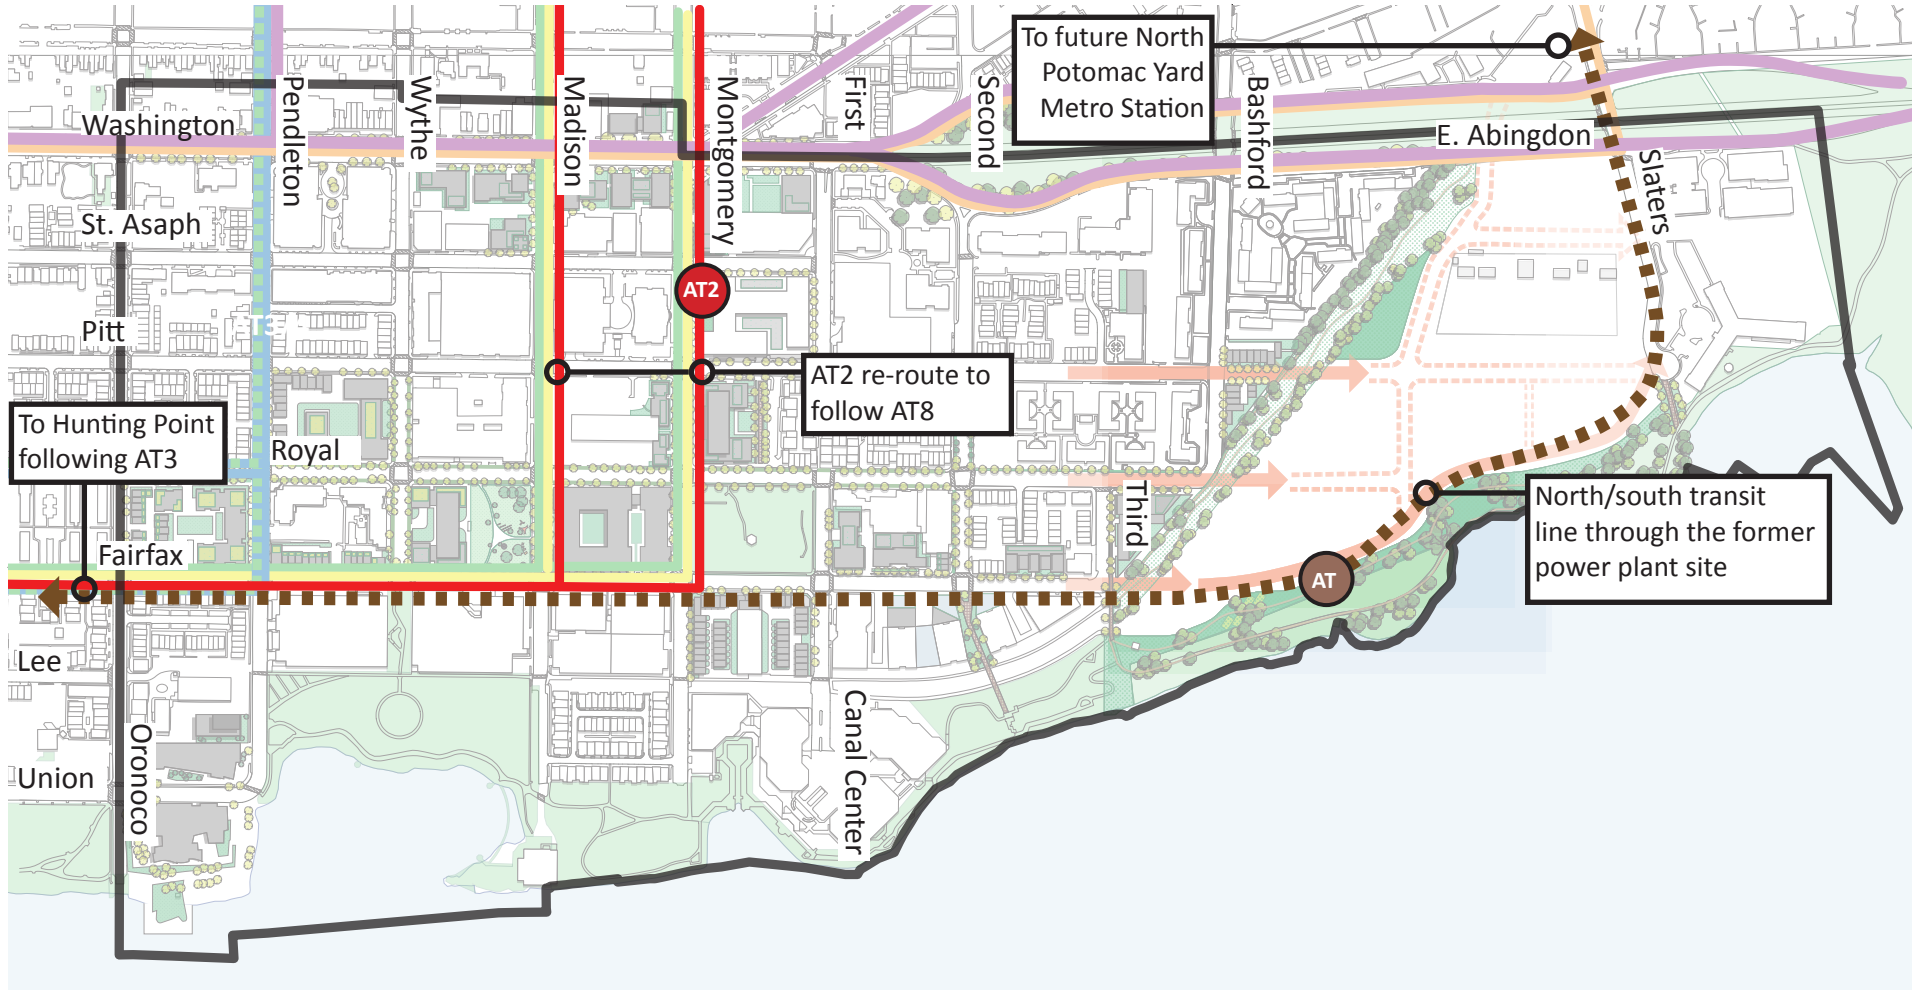 To future North
Potomac Yard
Metro Station
Pendleton
Wythe
Madison
Montgomery
First
Second
Bashford
Washington
E. Abingdon
Slaters
St. Asaph
AT2
Pitt
AT2 re-route to
follow AT8
To Hunting Point
following AT3
Royal
Third
North/south transit
line through the former
power plant site
Fairfax
AT
Lee
Oronoco
Canal Center
Union